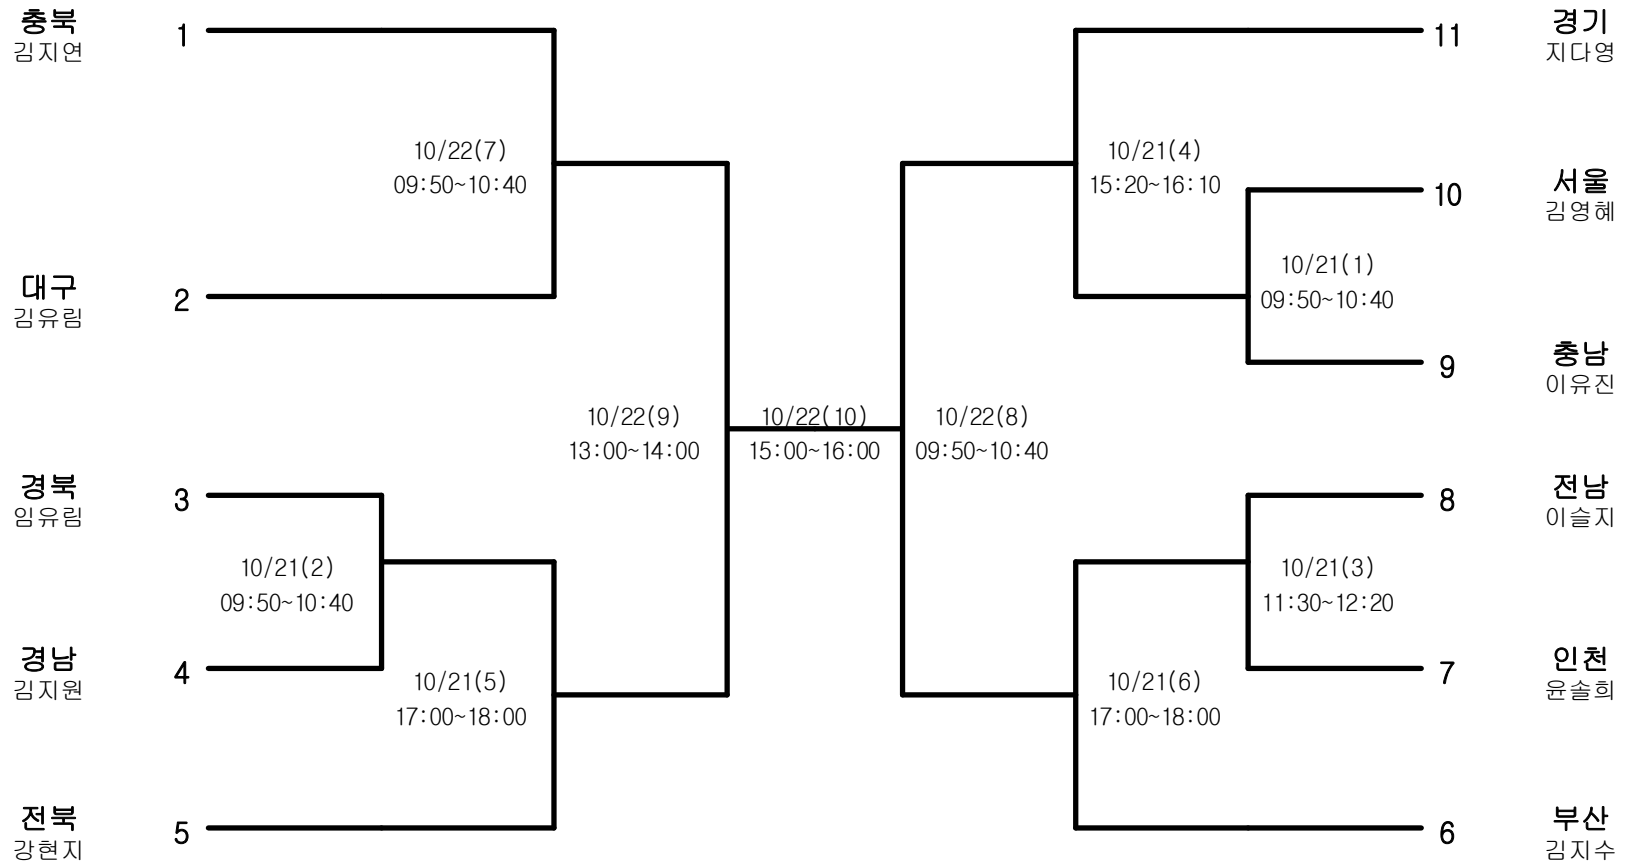 충북
김지연
1
11
경기
지다영
10/22(7)
09:50~10:40
10/21(4)
15:20~16:10
10
서울
김영혜
10/21(1)
09:50~10:40
대구
김유림
2
9
충남
이유진
10/22(9)
13:00~14:00
10/22(10)
15:00~16:00
10/22(8)
09:50~10:40
경북
임유림
3
8
전남
이슬지
10/21(2)
09:50~10:40
10/21(3)
11:30~12:20
경남
김지원
4
10/21(5)
17:00~18:00
10/21(6)
17:00~18:00
7
인천
윤솔희
전북
강현지
5
6
부산
김지수